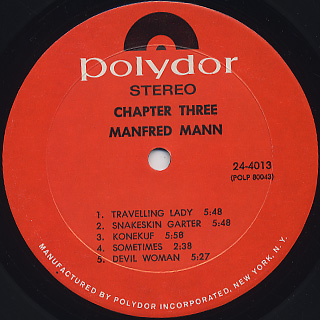 polydor
STEREO
CHAPTER THREE
MANFRED MANN
24-4013
(POLP 80043)
1. TRAVELLING LADY 5:48
2. SNAKESKIN GARTER 5:48
3. KONEKUF 5:58
4. SOMETIMES 2:38
5. DEVIL WOMAN 5:27
MANUFACTURED BY POLYDOR INCORPORATED, NEW YORK, N.Y.